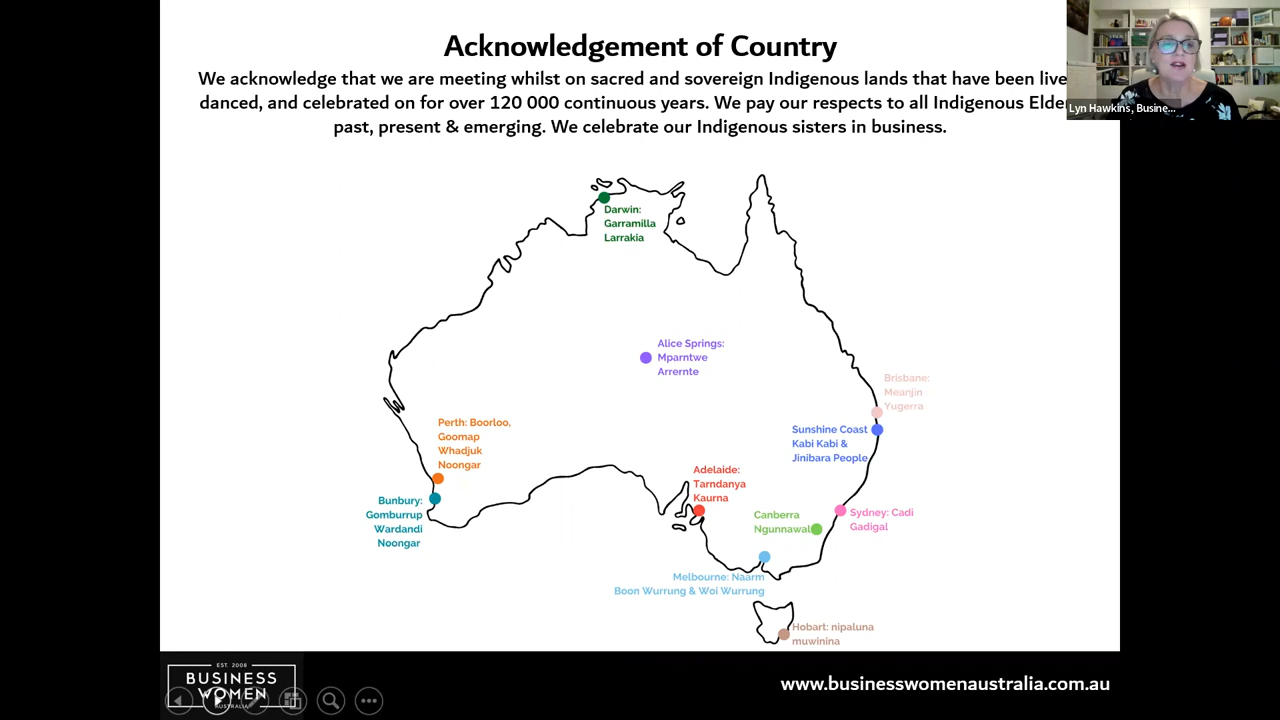 Acknowledgement of Country
We acknowledge that we are meeting whilst on sacred and sovereign Indigenous lands that have been live
danced, and celebrated on for over 120 000 continuous years. We pay our respects to all Indigenous Elde
past, present & emerging. We celebrate our Indigenous sisters in business.
Lyn Hawkins, Busine...
Darwin:
Garramilla
Larrakia
Alice Springs:
Mparntwe
Arrernte
Brisbane:
Meanjin
Yugerra
Sunshine Coast
Kabi Kabi &
Jinibara People
Perth: Boorloo,
Goomap
Whadjuk
Noongar
Bunbury:
Gomburrup
Wardandi
Noongar
Adelaide:
Tarndanya
Kaurna
Canberra
Ngunnawal
Sydney: Cadi
Gadigal
Melbourne: Naarm
Boon Wurrung & Woi Wurrung
Hobart: nipaluna
muwinina
EST. 2008
BUSINESS
WOMEN
AUSTRALIA
www.businesswomenaustralia.com.au